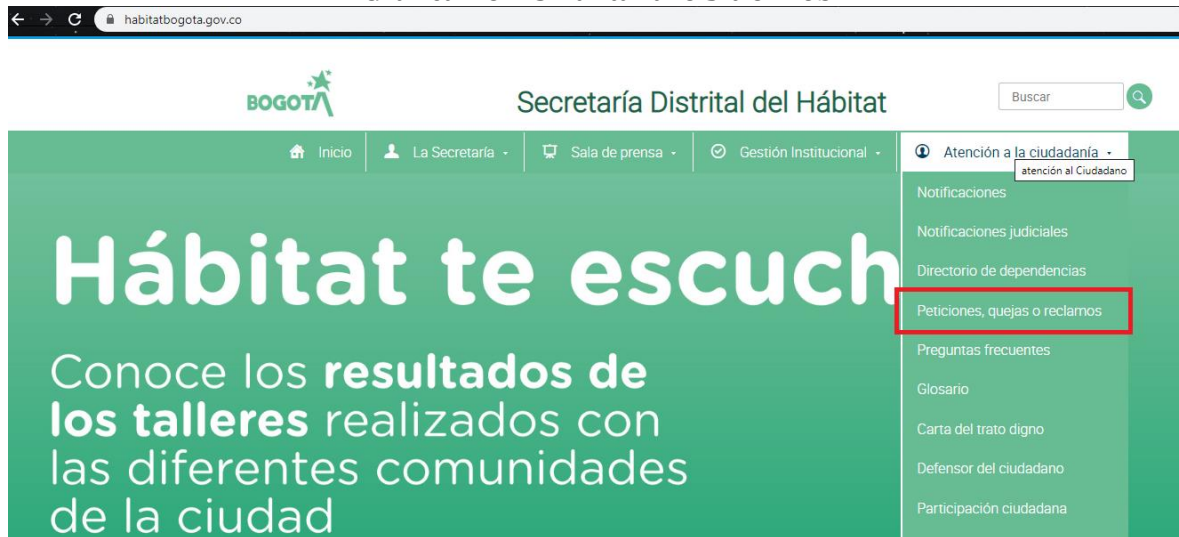 habitatbogota.gov.co
BOGOTÁ
Secretaría Distrital del Hábitat
Buscar
Inicio
La Secretaría
Sala de prensa
Gestión Institucional
Atención a la ciudadanía
atención al Ciudadano
Notificaciones
Notificaciones judiciales
Directorio de dependencias
Peticiones, quejas o reclamos
Preguntas frecuentes
Glosario
Carta del trato digno
Defensor del ciudadano
Participación ciudadana
Hábitat te escuch
Conoce los resultados de
los talleres realizados con
las diferentes comunidades
de la ciudad